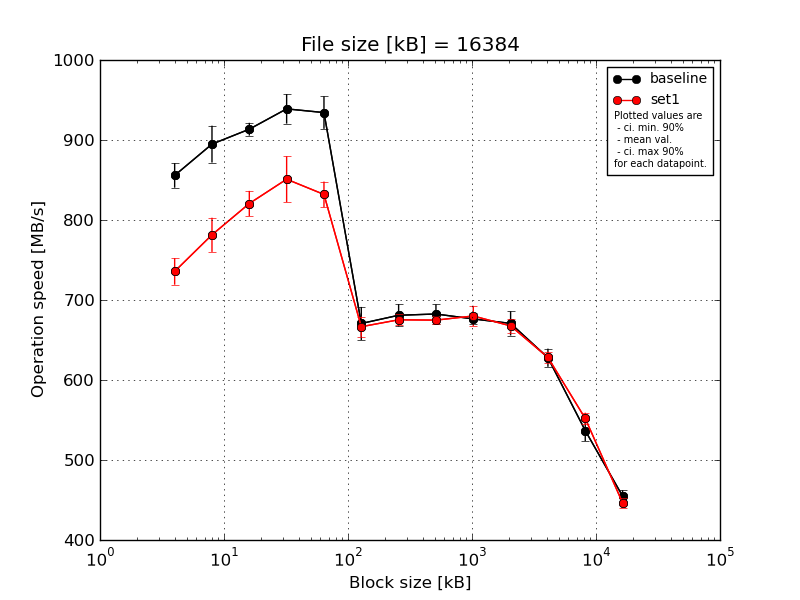 File size [kB] = 16384
1000
900
800
700
600
500
400
Operation speed [MB/s]
baseline
set1
Plotted values are
- ci. min. 90%
- mean val.
- ci. max 90%
for each datapoint.
10^0 10^1 10^2 10^3 10^4 10^5
Block size [kB]